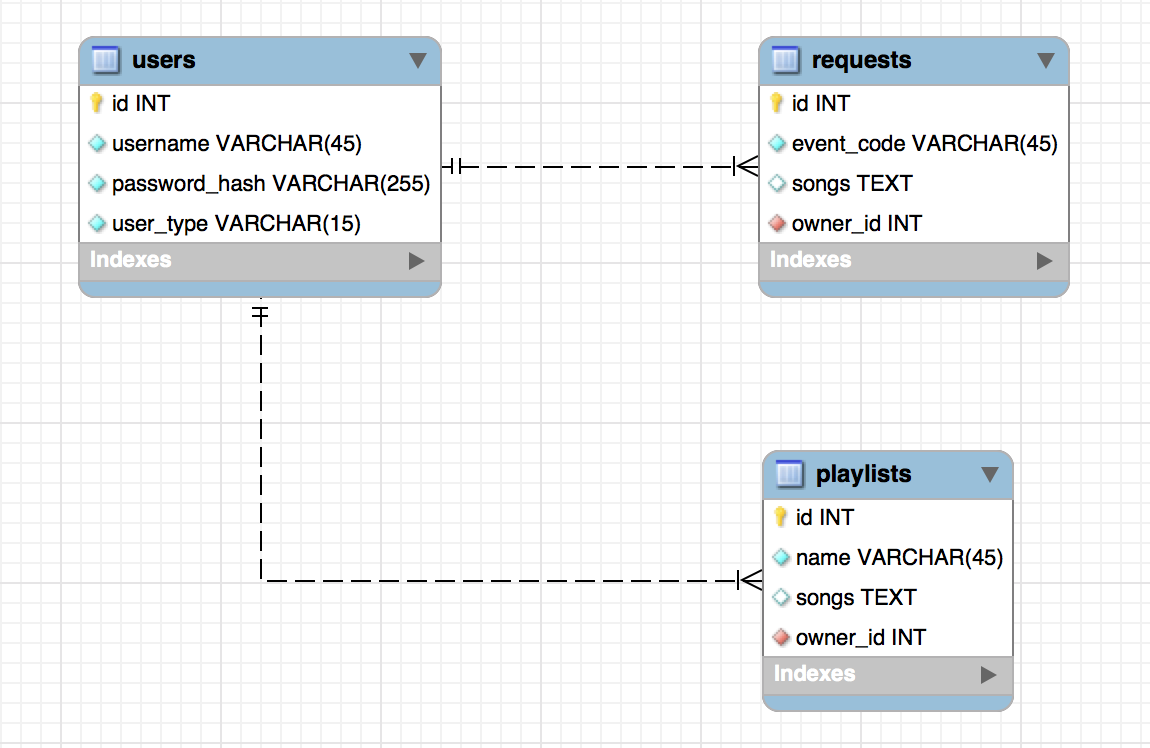 users
id INT
username VARCHAR(45)
password_hash VARCHAR(255)
user_type VARCHAR(15)
Indexes
requests
id INT
event_code VARCHAR(45)
songs TEXT
owner_id INT
Indexes
playlists
id INT
name VARCHAR(45)
songs TEXT
owner_id INT
Indexes